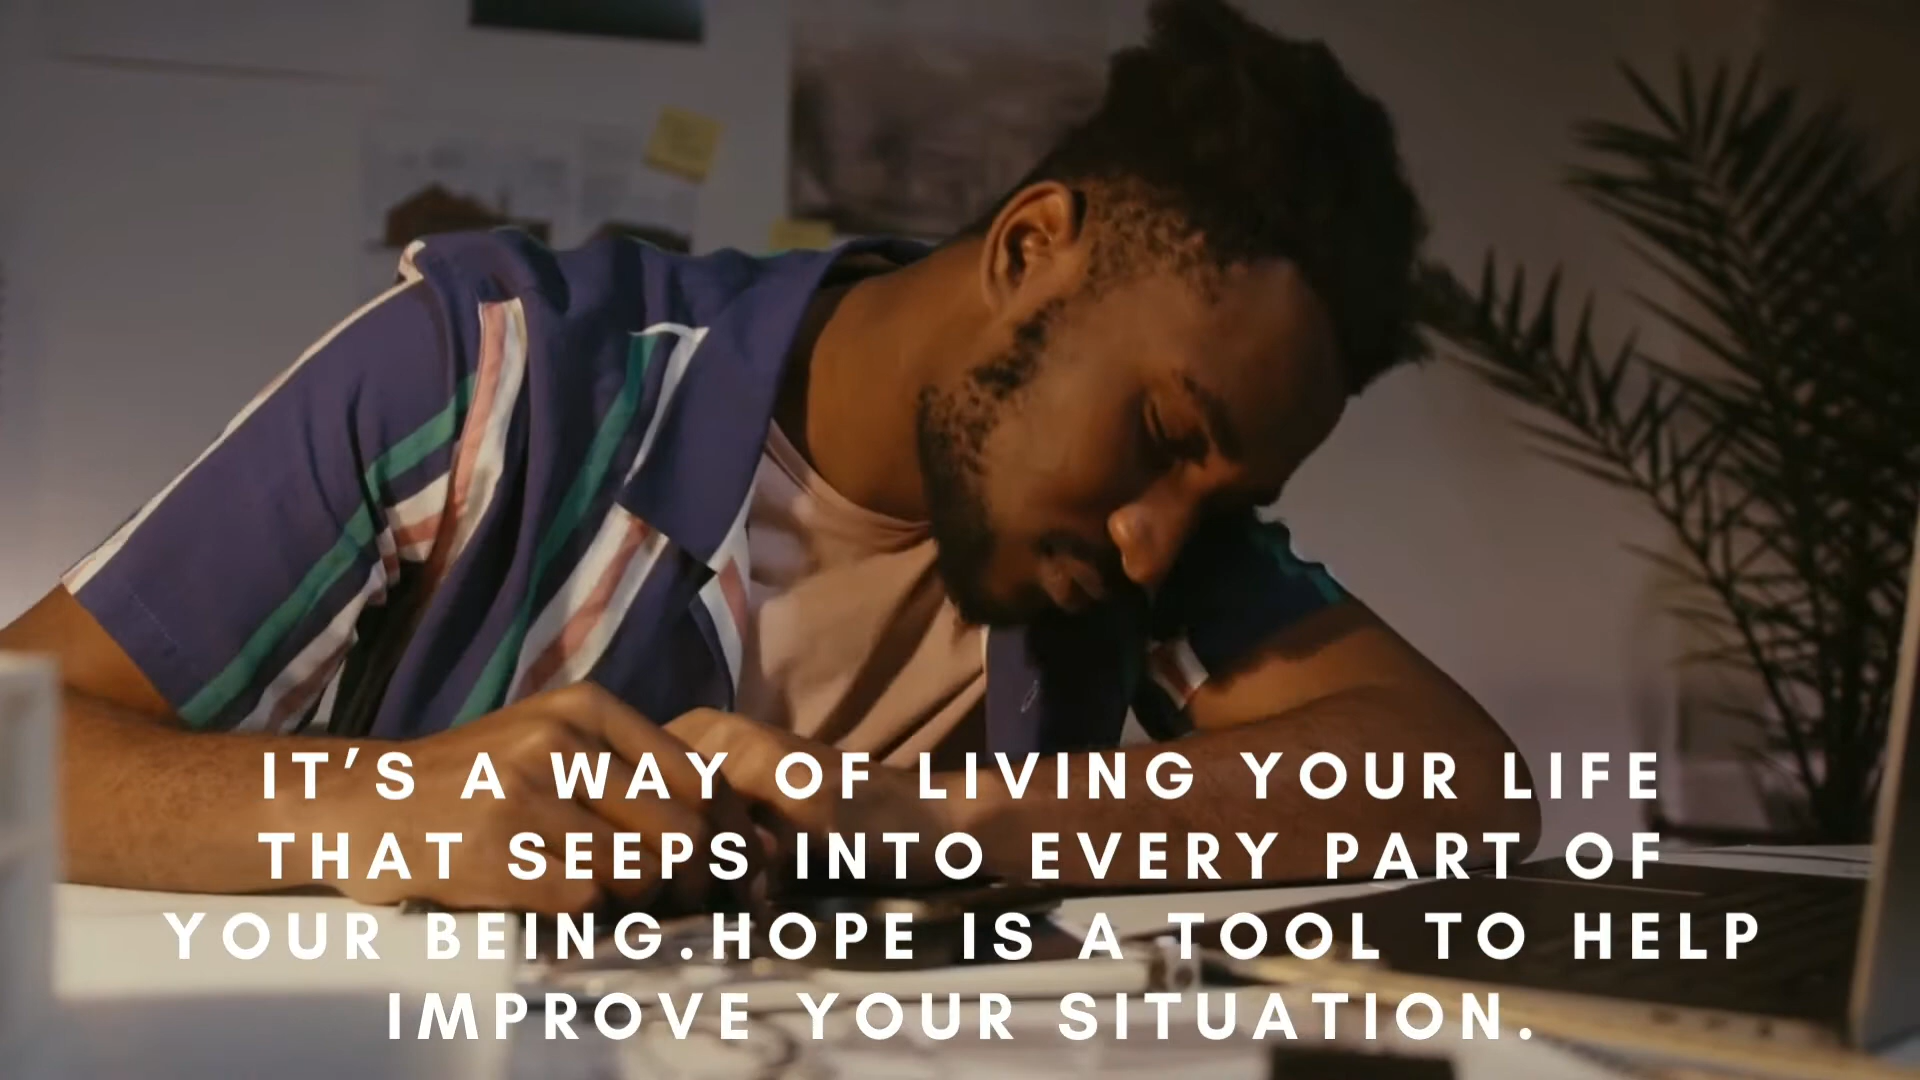 IT’S A WAY OF LIVING YOUR LIFE
THAT SEEPS INTO EVERY PART OF
YOUR BEING.HOPE IS A TOOL TO HELP
IMPROVE YOUR SITUATION.